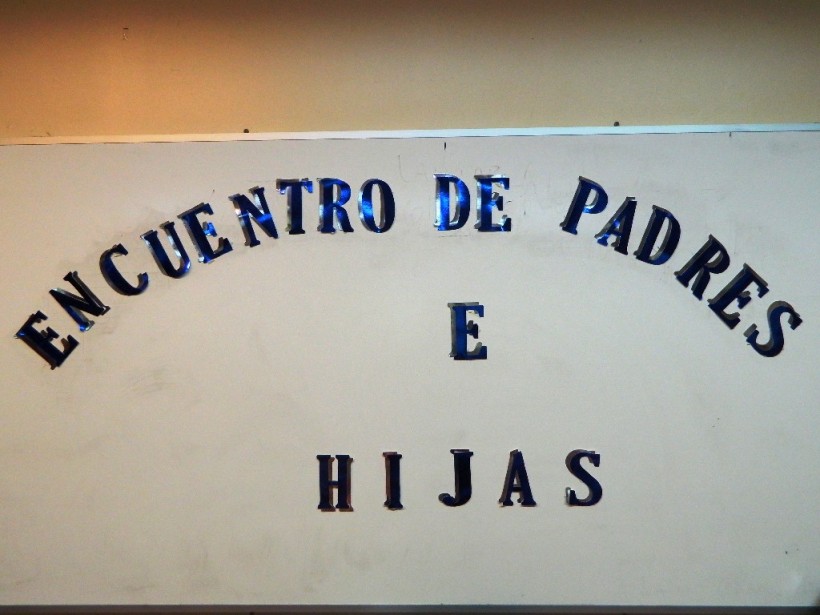 ENCUENTRO DE PADRES
E
HIJAS